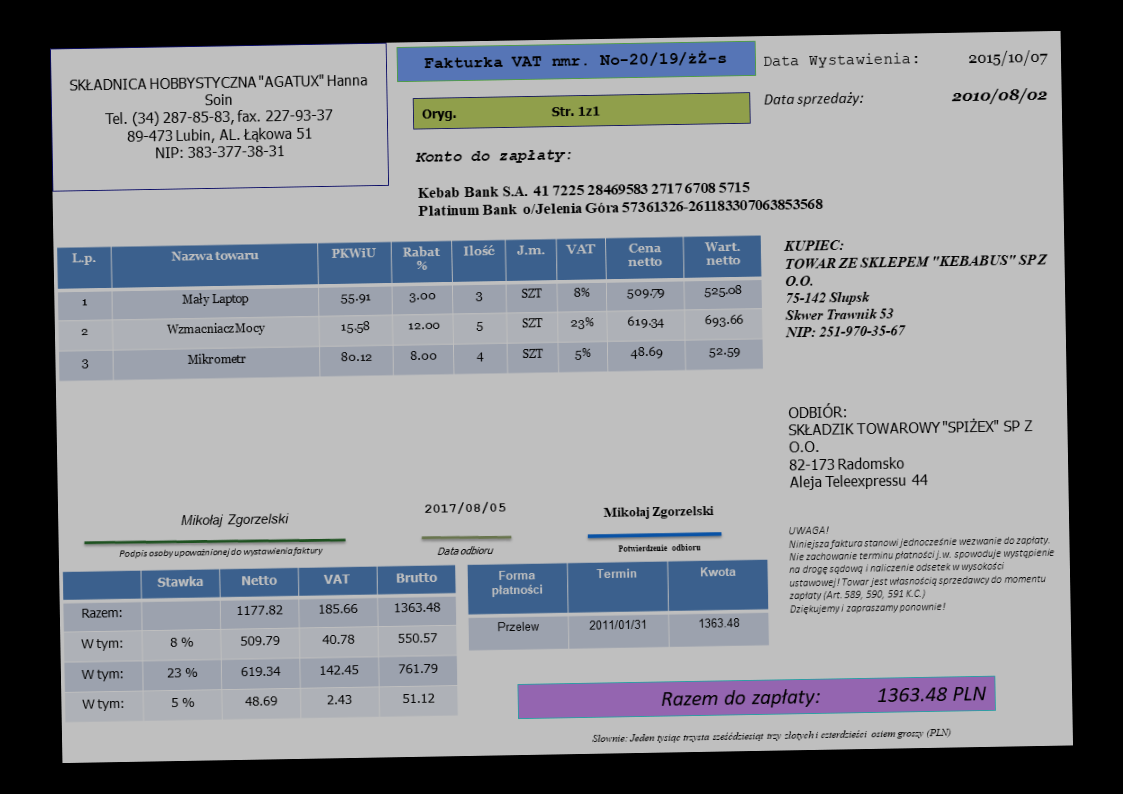 SKŁADNICA HOBBYSTYCZNA "AGATUX" Hanna
Soin
Tel. (34) 287-85-83, fax. 227-93-37
89-473 Lubin, AL. Łąkowa 51
NIP: 383-377-38-31
Fakturka VAT nmr. No-20/19/żŻ-s
Oryg. Str. 1z1
Data Wystawienia: 2015/10/07
Data sprzedaży: 2010/08/02
Konto do zapłaty:
Kebab Bank S.A. 41 7225 28469583 2717 6708 5715
Platinum Bank o/Jelenia Góra 57361326-261183307063853568
L.p. Nazwa towaru PKWiU Rabat % Ilość J.m. VAT Cena netto Wart. netto
1 Mały Laptop 55.91 3.00 3 SZT 8% 509.79 525.08
2 Wzmacniacz Mocy 15.58 12.00 5 SZT 23% 619.34 693.66
3 Mikrometr 80.12 8.00 4 SZT 5% 48.69 52.59
KUPIEC:
TOWAR ZE SKLEPEM "KEBABUS" SP Z
O.O.
75-142 Słupsk
Skwer Trawnik 53
NIP: 251-970-35-67
ODBIÓR:
SKŁADZIK TOWAROWY "SPIŻEX" SP Z
O.O.
82-173 Radomsko
Aleja Teleexpressu 44
Mikołaj Zgorzelski
Podpis osoby upoważnionej do wystawienia faktury
2017/08/05
Data odbioru
Mikołaj Zgorzelski
Potwierdzenie odbioru
UWAGA!
Niniejsza faktura stanowi jednocześnie wezwanie do zapłaty.
Nie zachowanie terminu płatności j.w. spowoduje wystąpienie
na drogę sądową i naliczenie odsetek w wysokości
ustawowej! Towar jest własnością sprzedawcy do momentu
zapłaty (Art. 589, 590, 591 K.C.)
Dziękujemy i zapraszamy ponownie!
Stawka Netto VAT Brutto
Razem: 1177.82 185.66 1363.48
W tym: 8 % 509.79 40.78 550.57
W tym: 23 % 619.34 142.45 761.79
W tym: 5 % 48.69 2.43 51.12
Forma płatności Termin Kwota
Przelew 2011/01/31 1363.48
Razem do zapłaty: 1363.48 PLN
Słownie: Jeden tysiąc trzysta sześćdziesiąt trzy złotych i czterdzieści osiem groszy (PLN)